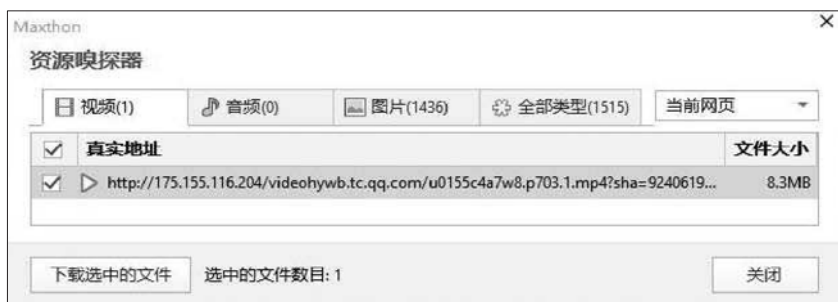 Maxthon
资源嗅探器
视频(1) 音频(0) 图片(1436) 全部类型(1515) 当前网页
真实地址 文件大小
http://175.155.116.204/videohywb.tc.qq.com/u0155c4a7w8.p703.1.mp4?sha=9240619... 8.3MB
下载选中的文件 选中的文件数目: 1 关闭